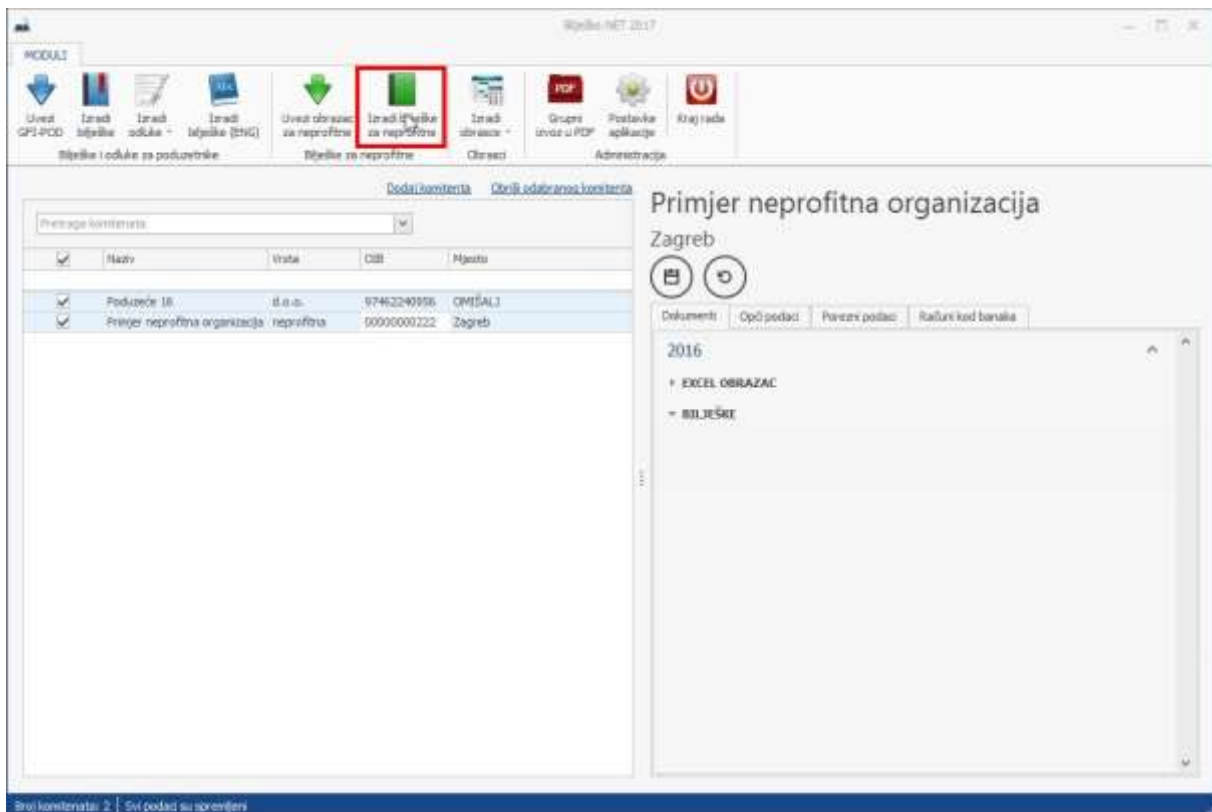 Bilješke.NET 2017
MODULI
Uvezi GFI-POD
Izradi bilješke
Izradi odluke
Izradi bilješke (ENG)
Uvezi obrazac za neprofitne
Izradi bilješke za neprofitne
Izradi obrasce
Grupni izvoz u PDF
Postavke aplikacije
Kraj rada
Bilješke i odluke za poduzetnike
Bilješke za neprofitne
Obrasci
Administracija
Dodaj komitenta
Obriši odabranog komitenta
Pretraga komitenata
Naziv Vrsta OIB Mjesto
Poduzeće 18 d.o.o. 97462240956 OMIŠALJ
Primjer neprofitna organizacija neprofitna 00000000222 Zagreb
Primjer neprofitna organizacija
Zagreb
Dokumenti Opći podaci Porezni podaci Računi kod banaka
2016
EXCEL OBRAZAC
BILJEŠKE
Broj komitenata: 2 Svi podaci su spremljeni